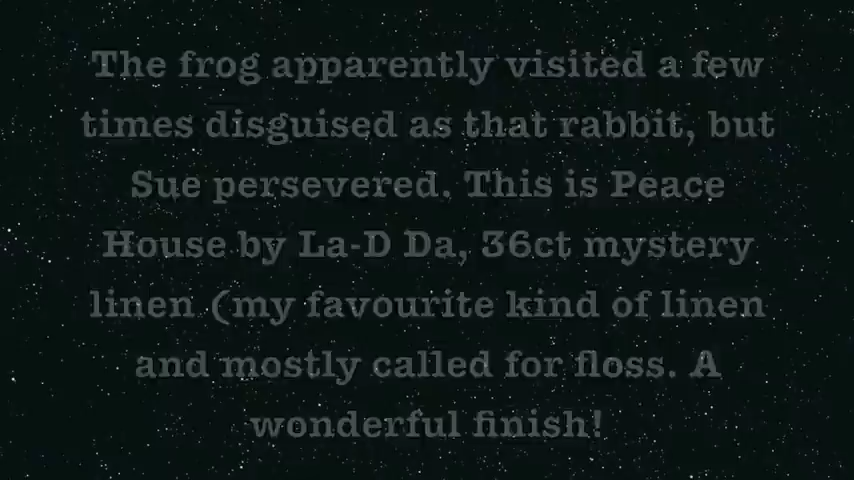 The frog apparently visited a few
times disguised as that rabbit, but
Sue persevered. This is Peace
House by La-D Da, 36ct mystery
linen (my favourite kind of linen
and mostly called for floss. A
wonderful finish!